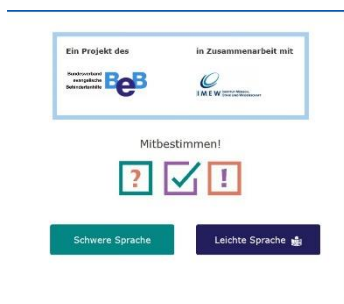 Ein Projekt des
in Zusammenarbeit mit
Bundesverband
evangelische
Behindertenhilfe
BeB
IMEW
Mitbestimmen!
?
!
Schwere Sprache
Leichte Sprache